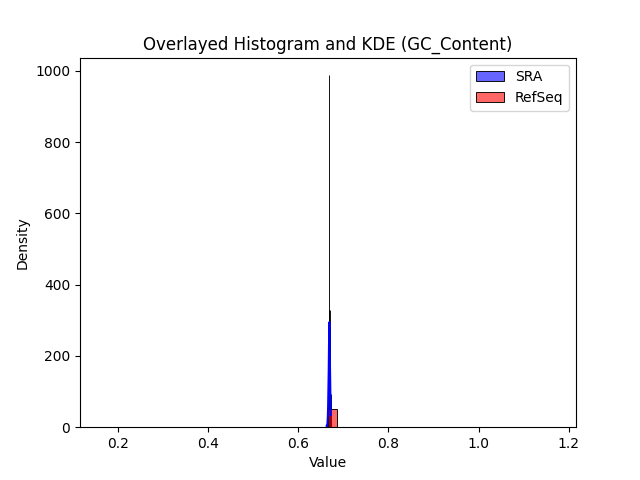 Overlayed Histogram and KDE (GC_Content)
SRA
RefSeq
1000
800
600
400
200
0
Density
0.2
0.4
0.6
0.8
1.0
1.2
Value